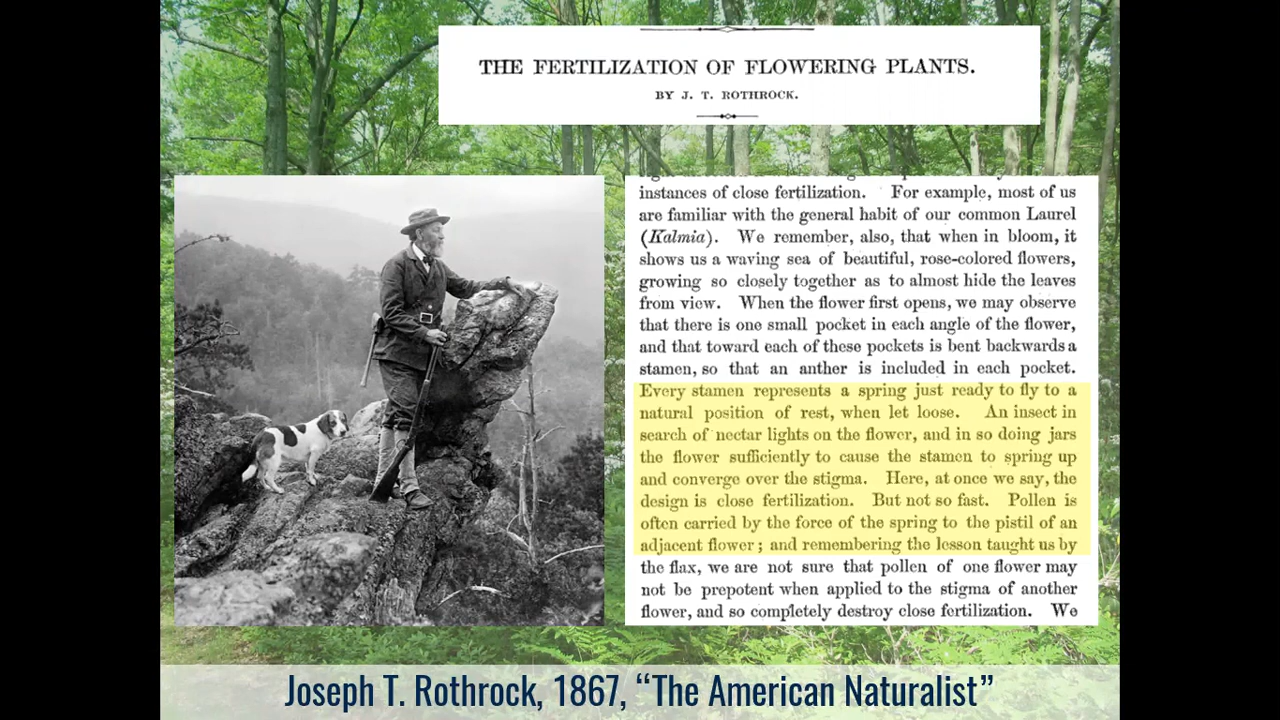 THE FERTILIZATION OF FLOWERING PLANTS.
BY J. T. ROTHROCK.
instances of close fertilization. For example, most of us
are familiar with the general habit of our common Laurel
(Kalmia). We remember, also, that when in bloom, it
shows us a waving sea of beautiful, rose-colored flowers,
growing so closely together as to almost hide the leaves
from view. When the flower first opens, we may observe
that there is one small pocket in each angle of the flower,
and that toward each of these pockets is bent backwards a
stamen, so that an anther is included in each pocket.
Every stamen represents a spring just ready to fly to a
natural position of rest, when let loose. An insect in
search of nectar lights on the flower, and in so doing jars
the flower sufficiently to cause the stamen to spring up
and converge over the stigma. Here, at once we say, the
design is close fertilization. But not so fast. Pollen is
often carried by the force of the spring to the pistil of an
adjacent flower; and remembering the lesson taught us by
the flax, we are not sure that pollen of one flower may
not be prepotent when applied to the stigma of another
flower, and so completely destroy close fertilization. We
Joseph T. Rothrock, 1867, “The American Naturalist”